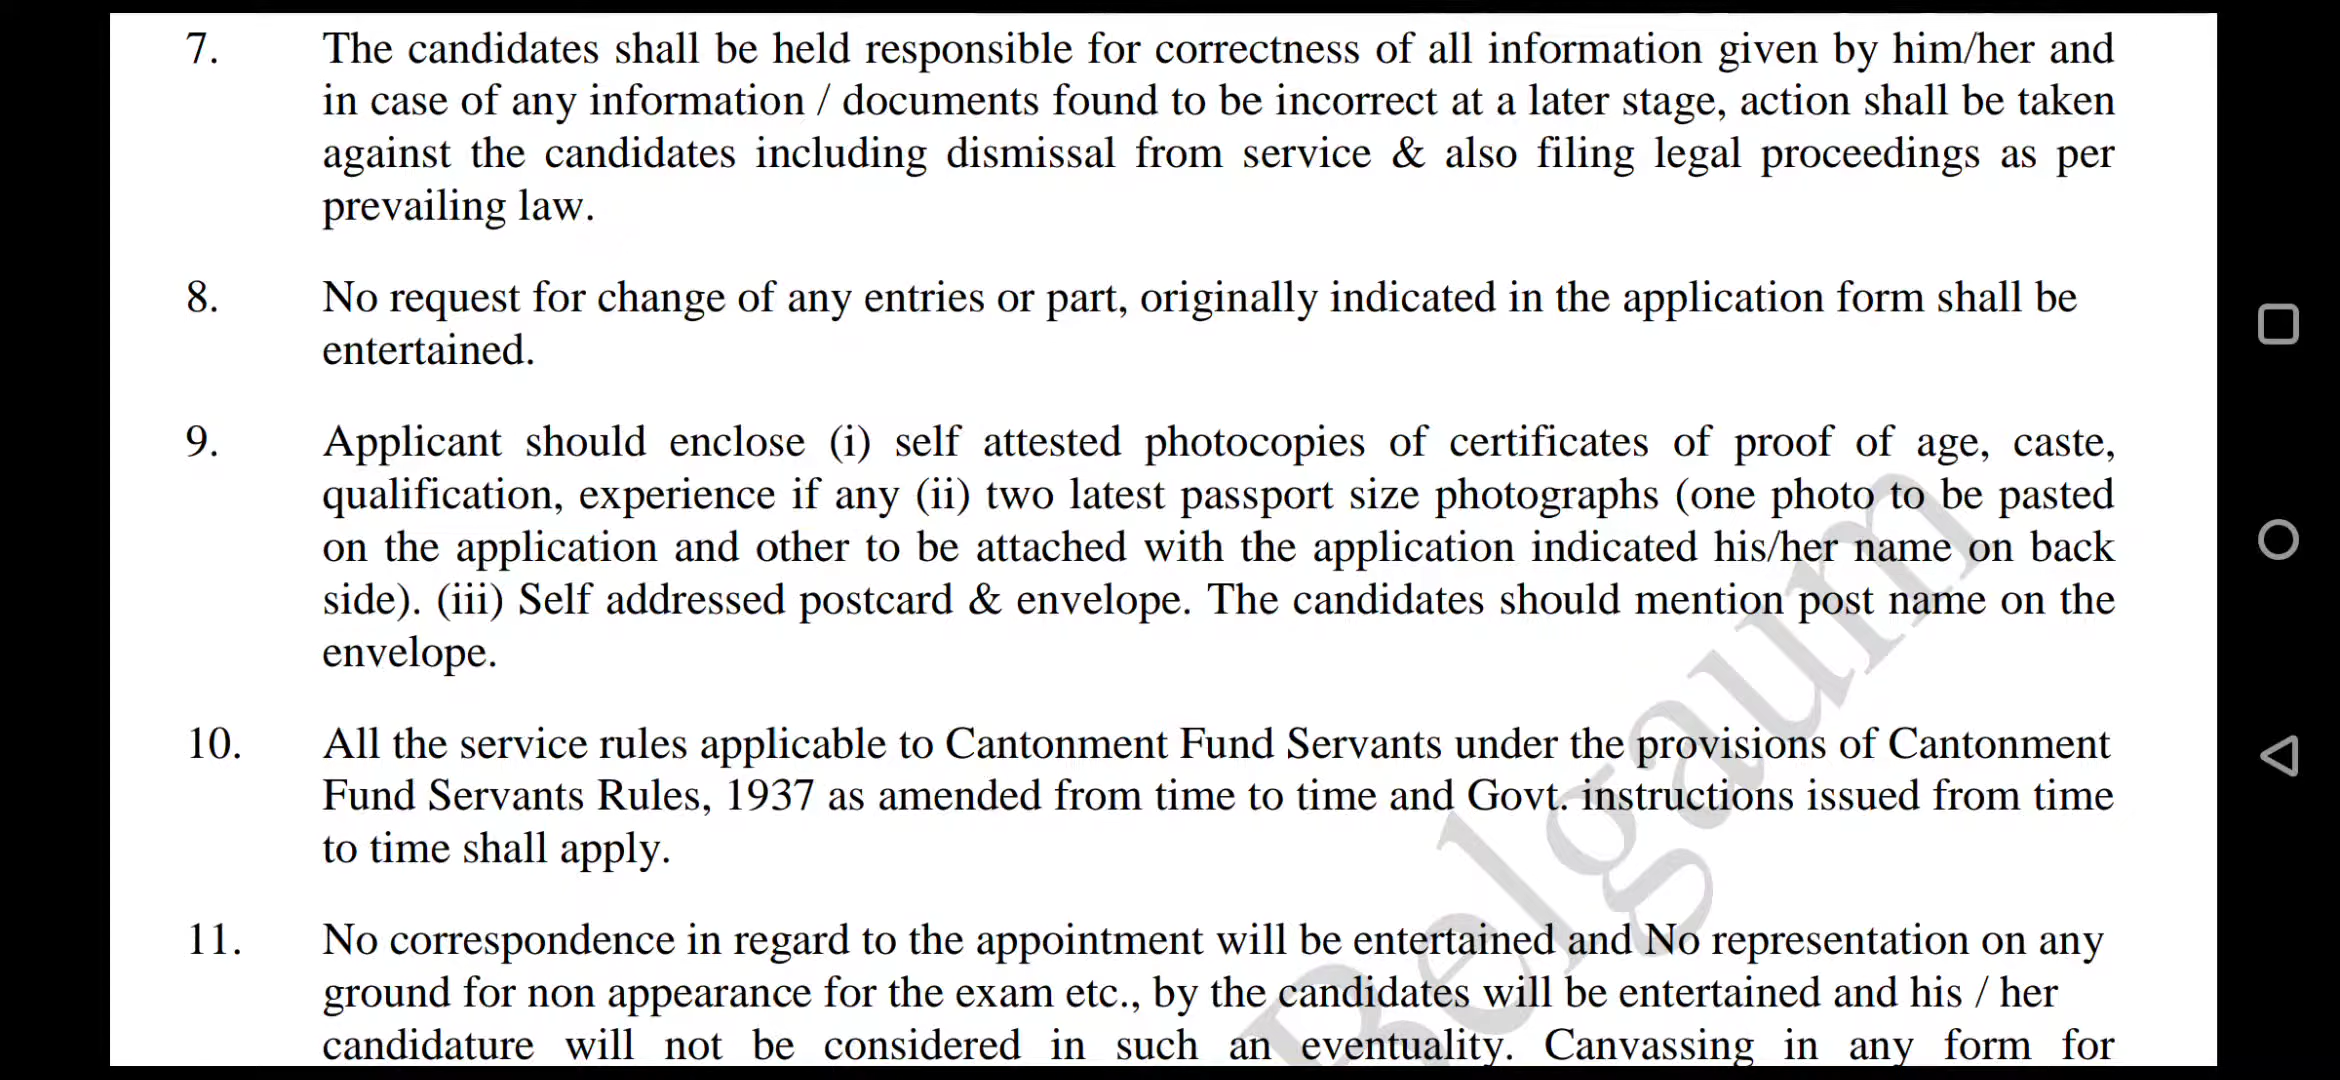 7. The candidates shall be held responsible for correctness of all information given by him/her and
in case of any information / documents found to be incorrect at a later stage, action shall be taken
against the candidates including dismissal from service & also filing legal proceedings as per
prevailing law.
8. No request for change of any entries or part, originally indicated in the application form shall be
entertained.
9. Applicant should enclose (i) self attested photocopies of certificates of proof of age, caste,
qualification, experience if any (ii) two latest passport size photographs (one photo to be pasted
on the application and other to be attached with the application indicated his/her name on back
side). (iii) Self addressed postcard & envelope. The candidates should mention post name on the
envelope.
10. All the service rules applicable to Cantonment Fund Servants under the provisions of Cantonment
Fund Servants Rules, 1937 as amended from time to time and Govt. instructions issued from time
to time shall apply.
11. No correspondence in regard to the appointment will be entertained and No representation on any
ground for non appearance for the exam etc., by the candidates will be entertained and his / her
candidature will not be considered in such an eventuality. Canvassing in any form for
Belgaum